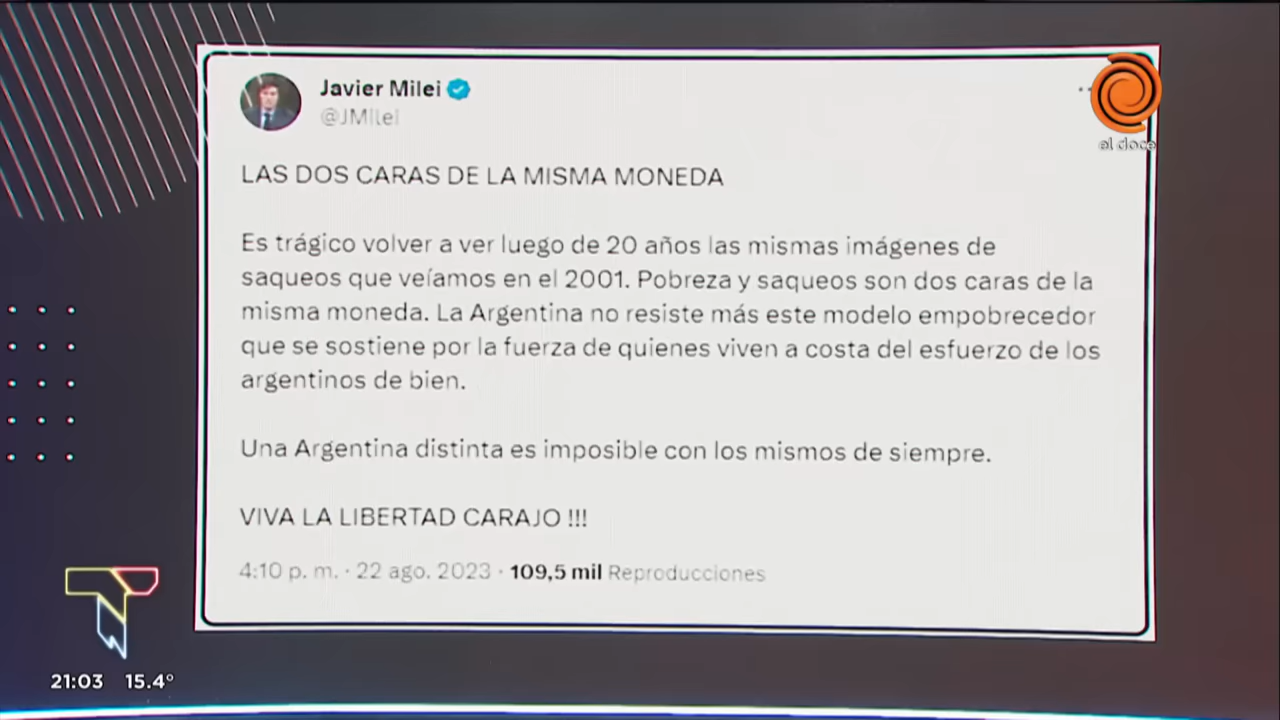 Javier Milei
@JMilei
el doce
LAS DOS CARAS DE LA MISMA MONEDA
Es trágico volver a ver luego de 20 años las mismas imágenes de
saqueos que veíamos en el 2001. Pobreza y saqueos son dos caras de la
misma moneda. La Argentina no resiste más este modelo empobrecedor
que se sostiene por la fuerza de quienes viven a costa del esfuerzo de los
argentinos de bien.
Una Argentina distinta es imposible con los mismos de siempre.
VIVA LA LIBERTAD CARAJO !!!
4:10 p. m. · 22 ago. 2023 · 109,5 mil Reproducciones
21:03 15.4°